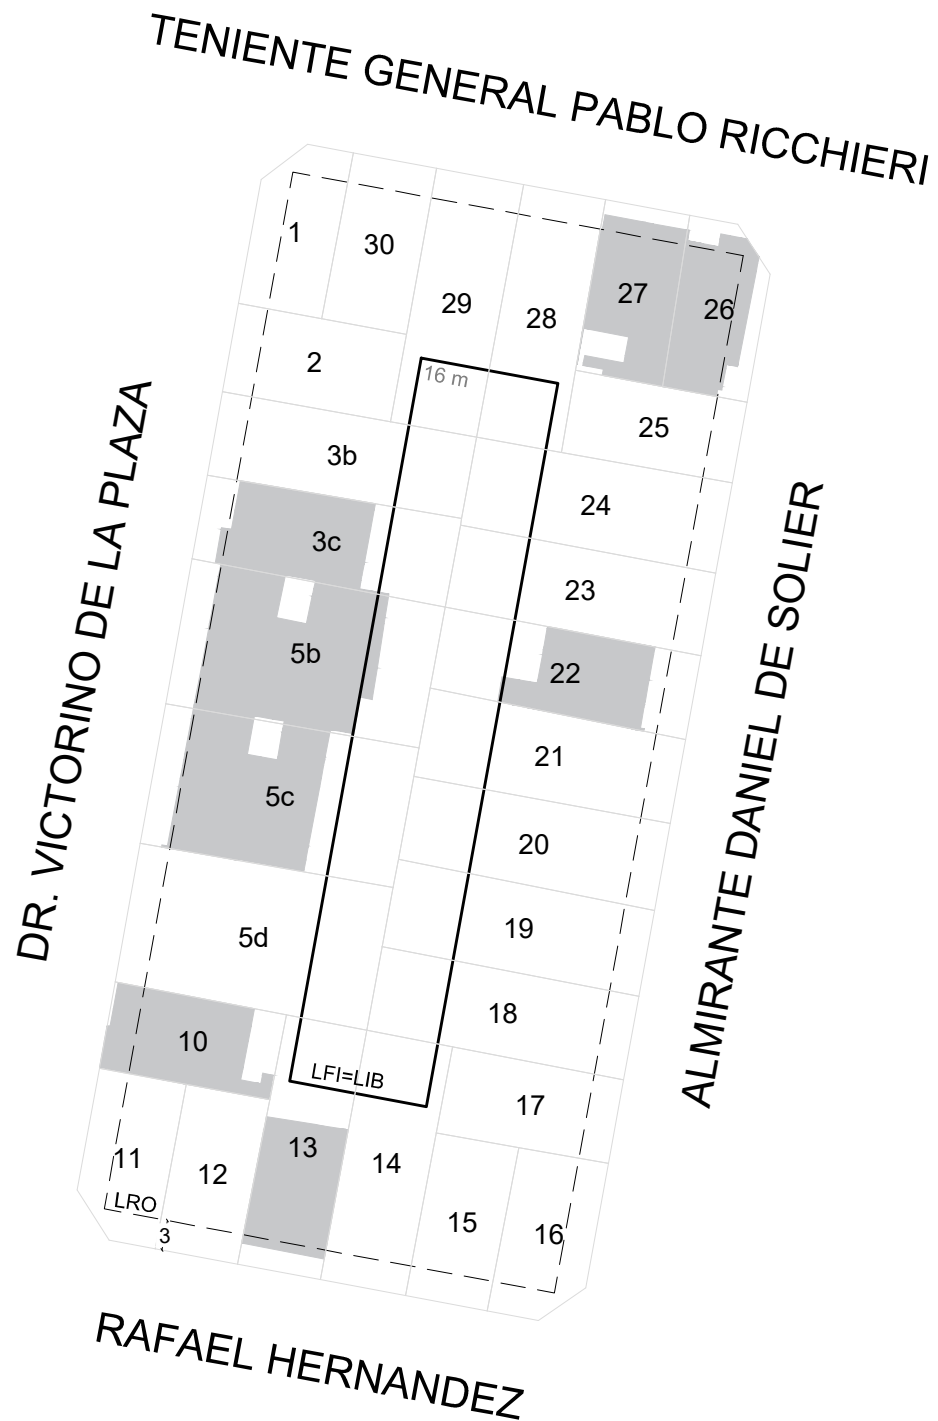 TENIENTE GENERAL PABLO RICCHIERI
1
30
29
28
27
26
2
16 m
25
3b
24
3c
23
5b
22
21
5c
20
19
5d
18
10
LFI=LIB
17
13
11
12
14
LRO
15
16
3
DR. VICTORINO DE LA PLAZA
ALMIRANTE DANIEL DE SOLIER
RAFAEL HERNANDEZ